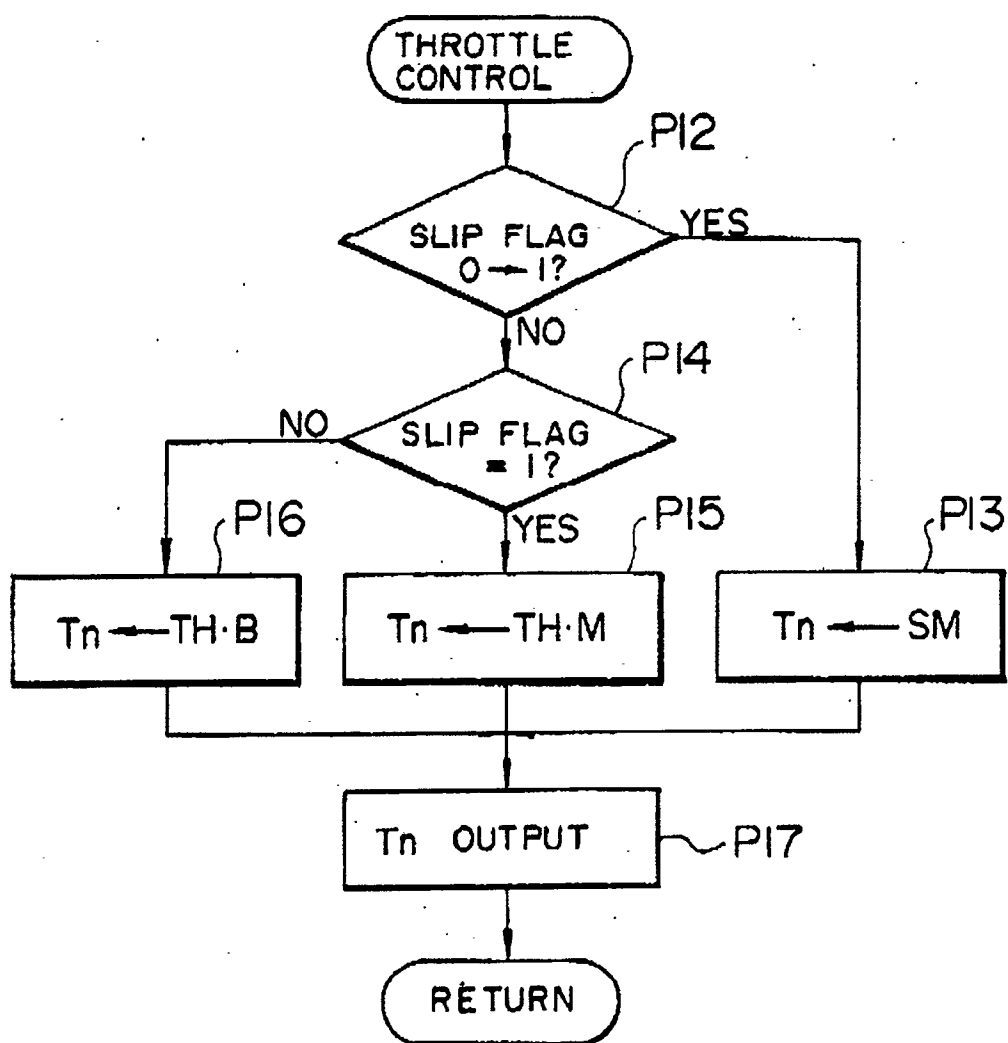 THROTTLE
CONTROL
P12
SLIP FLAG
0 → 1?
YES
NO
P14
SLIP FLAG
= 1?
NO
YES
P16
P15
P13
Tn ← TH·B
Tn ← TH·M
Tn ← SM
Tn OUTPUT
P17
RETURN